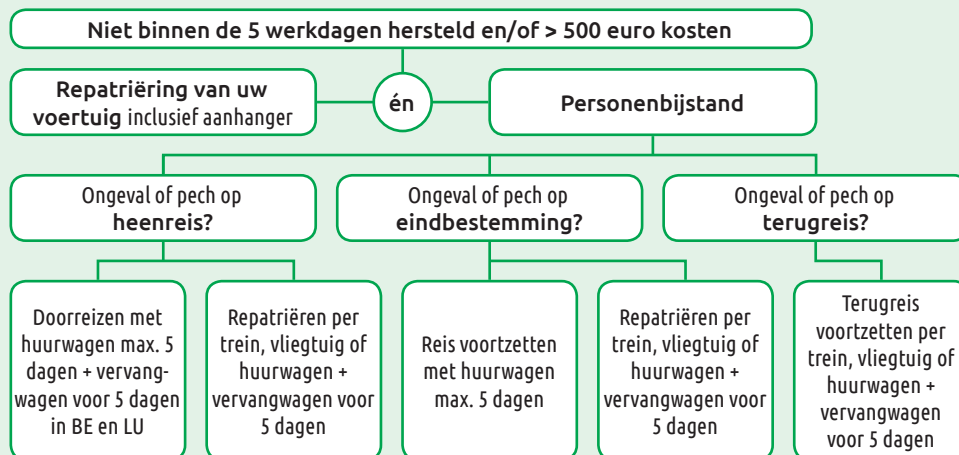 Niet binnen de 5 werkdagen hersteld en/of > 500 euro kosten
Repatriëring van uw
voertuig inclusief aanhanger
én
Personenbijstand
Ongeval of pech op
heenreis?
Ongeval of pech op
eindbestemming?
Ongeval of pech op
terugreis?
Doorreizen met
huurwagen max. 5
dagen + vervang-
wagen voor 5 dagen
in BE en LU
Repatriëren per
trein, vliegtuig of
huurwagen +
vervangwagen voor
5 dagen
Reis voortzetten
met huurwagen
max. 5 dagen
Repatriëren per
trein, vliegtuig of
huurwagen +
vervangwagen voor
5 dagen
Terugreis
voortzetten per
trein, vliegtuig of
huurwagen +
vervangwagen
voor 5 dagen